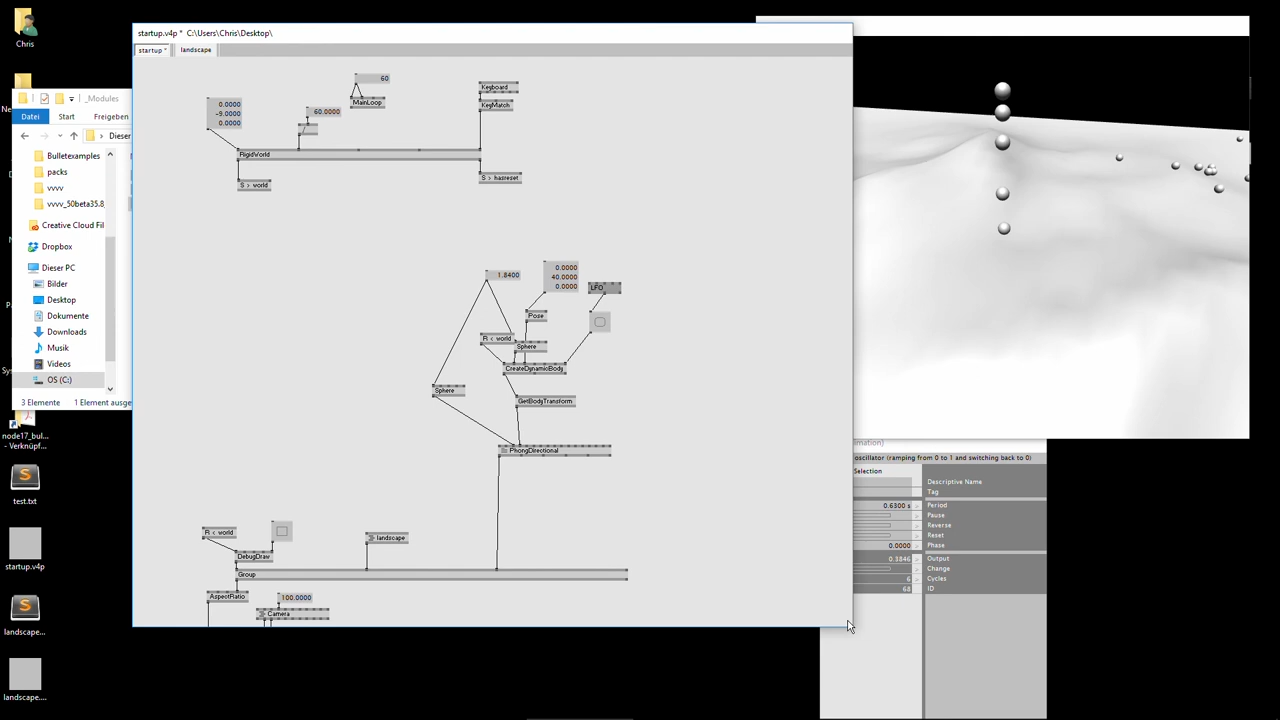 Chris
startup.v4p * C:\Users\Chris\Desktop\
startup *
landscape
_Modules
Datei
Start
Freigeben
Dieser
Bulletexamples
packs
vvvv
vvvv_50beta35.8_
Creative Cloud Fil
Dropbox
Dieser PC
Bilder
Desktop
Dokumente
Downloads
Musik
Videos
OS (C:)
3 Elemente
1 Element ausge
node17_bul...
- Verknüpf...
test.txt
startup.v4p
landscape...
landscape....
60
MainLoop
0.0000
-9.0000
0.0000
60.0000
/
Keyboard
KeyMatch
RigidWorld
S > world
S > hasreset
1.8400
0.0000
40.0000
0.0000
LFO
Pose
R < world
Sphere
CreateDynamicBody
Sphere
GetBodyTransform
PhongDirectional
R < world
DebugDraw
landscape
Group
AspectRatio
100.0000
Camera
imation)
oscillator (ramping from 0 to 1 and switching back to 0)
Selection
Descriptive Name
Tag
0.6300 s
Period
Pause
Reverse
Reset
0.0000
Phase
0.3846
Output
Change
6
Cycles
68
ID